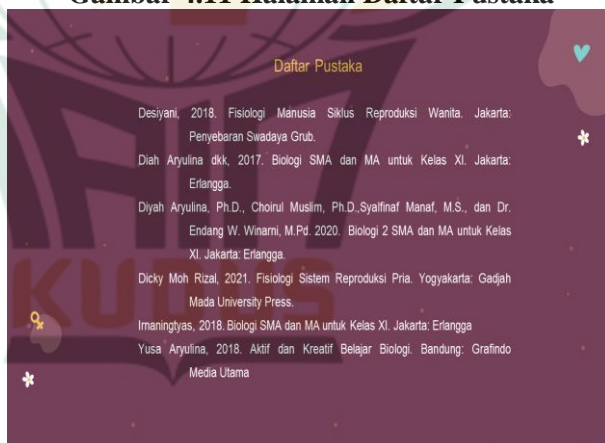 Gambar 4.11 Halaman Daftar Pustaka
Daftar Pustaka
Desiyani, 2018. Fisiologi Manusia Siklus Reproduksi Wanita. Jakarta:
Penyebaran Swadaya Grub.
Diah Aryulina dkk, 2017. Biologi SMA dan MA untuk Kelas XI. Jakarta:
Erlangga.
Diyah Aryulina, Ph.D., Choirul Muslim, Ph.D.,Syalfinaf Manaf, M.S., dan Dr.
Endang W. Winarni, M.Pd. 2020. Biologi 2 SMA dan MA untuk Kelas
XI. Jakarta: Erlangga.
Dicky Moh Rizal, 2021. Fisiologi Sistem Reproduksi Pria. Yogyakarta: Gadjah
Mada University Press.
Irnaningtyas, 2018. Biologi SMA dan MA untuk Kelas XI. Jakarta: Erlangga
Yusa Aryulina, 2018. Aktif dan Kreatif Belajar Biologi. Bandung: Grafindo
Media Utama
KUDUS